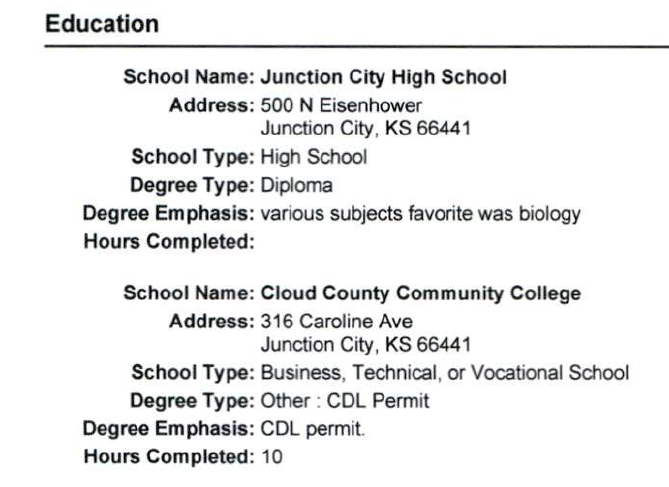 Education
School Name: Junction City High School
Address: 500 N Eisenhower
Junction City, KS 66441
School Type: High School
Degree Type: Diploma
Degree Emphasis: various subjects favorite was biology
Hours Completed:
School Name: Cloud County Community College
Address: 316 Caroline Ave
Junction City, KS 66441
School Type: Business, Technical, or Vocational School
Degree Type: Other : CDL Permit
Degree Emphasis: CDL permit.
Hours Completed: 10